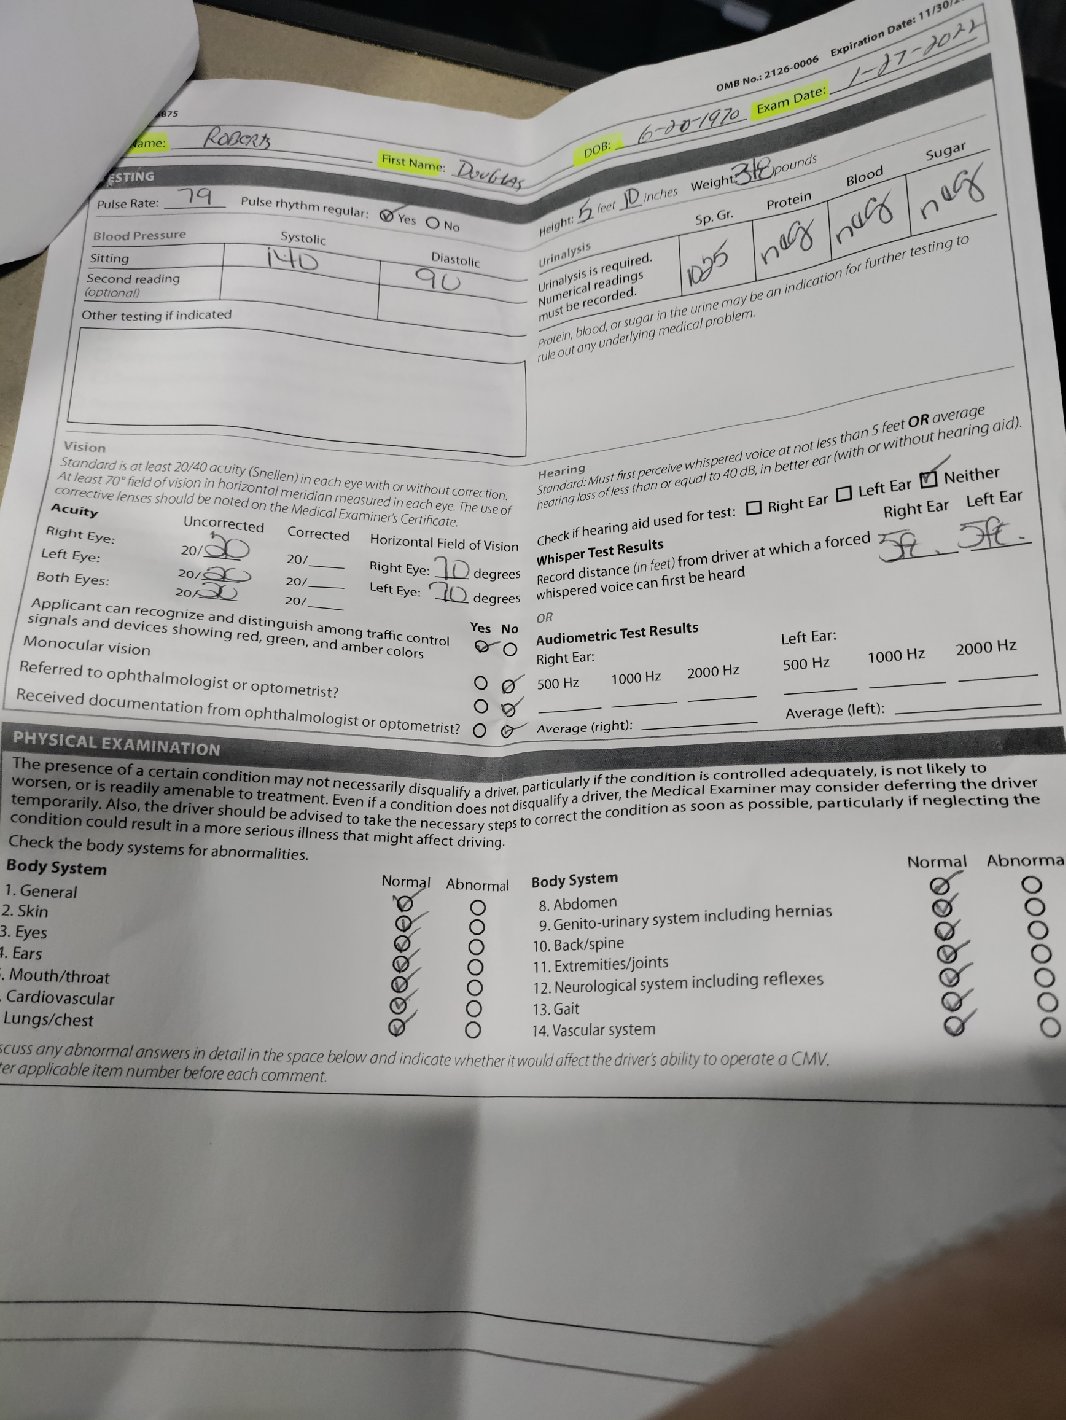 OMB No.: 2126-0006 Expiration Date: 11/30/
875
Name: ROBERTS First Name: DOUGLAS DOB: 6-20-1970 Exam Date: 1-27-2022
ESTING
Pulse Rate: 79 Pulse rhythm regular: Yes No
Height: 5 feet 10 inches Weight: pounds
Blood Pressure Systolic Diastolic
Sitting 140 90
Second reading
(optional)
Other testing if indicated
Urinalysis Sp. Gr. Protein Blood Sugar
Urinalysis is required.
Numerical readings
must be recorded.
1025 neg neg neg
Protein, blood, or sugar in the urine may be an indication for further testing to
rule out any underlying medical problem.
Vision
Standard is at least 20/40 acuity (Snellen) in each eye with or without correction.
At least 70° field of vision in horizontal meridian measured in each eye. The use of
corrective lenses should be noted on the Medical Examiner's Certificate.
Acuity Uncorrected Corrected Horizontal Field of Vision
Right Eye: 20/20 20/ Right Eye: 70 degrees
Left Eye: 20/20 20/ Left Eye: 70 degrees
Both Eyes: 20/20 20/
Yes No
Applicant can recognize and distinguish among traffic control
signals and devices showing red, green, and amber colors
Monocular vision
Referred to ophthalmologist or optometrist?
Received documentation from ophthalmologist or optometrist?
Hearing
Standard: Must first perceive whispered voice at not less than 5 feet OR average
hearing loss of less than or equal to 40 dB, in better ear (with or without hearing aid).
Check if hearing aid used for test: Right Ear Left Ear Neither
Whisper Test Results Right Ear Left Ear
Record distance (in feet) from driver at which a forced 5ft. 5ft.
whispered voice can first be heard
OR
Audiometric Test Results
Right Ear: Left Ear:
500 Hz 1000 Hz 2000 Hz 500 Hz 1000 Hz 2000 Hz
Average (right): Average (left):
PHYSICAL EXAMINATION
The presence of a certain condition may not necessarily disqualify a driver, particularly if the condition is controlled adequately, is not likely to
worsen, or is readily amenable to treatment. Even if a condition does not disqualify a driver, the Medical Examiner may consider deferring the driver
temporarily. Also, the driver should be advised to take the necessary steps to correct the condition as soon as possible, particularly if neglecting the
condition could result in a more serious illness that might affect driving.
Check the body systems for abnormalities.
Body System Normal Abnormal Body System Normal Abnorma
1. General 8. Abdomen
2. Skin 9. Genito-urinary system including hernias
3. Eyes 10. Back/spine
4. Ears 11. Extremities/joints
. Mouth/throat 12. Neurological system including reflexes
. Cardiovascular 13. Gait
Lungs/chest 14. Vascular system
scuss any abnormal answers in detail in the space below and indicate whether it would affect the driver's ability to operate a CMV.
ter applicable item number before each comment.